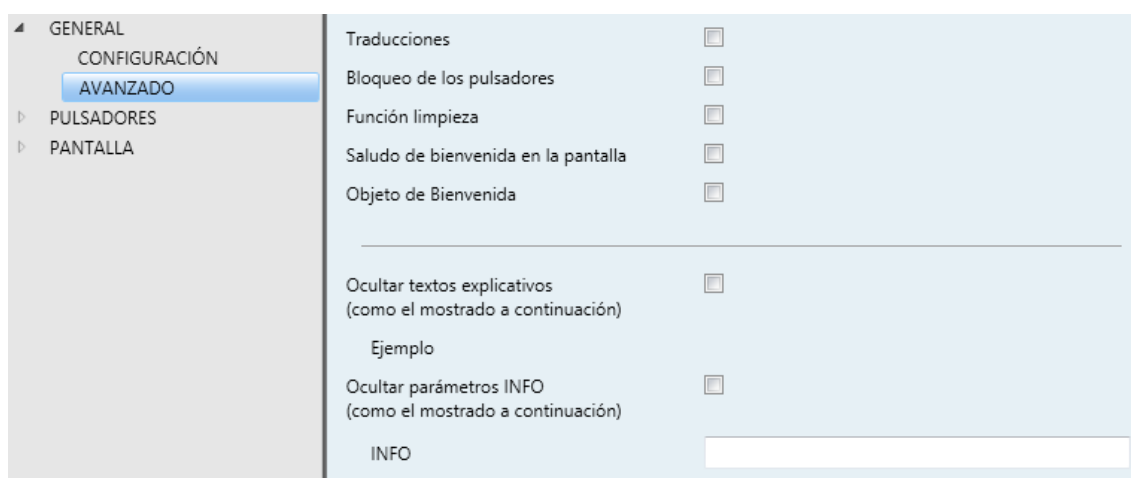 GENERAL
CONFIGURACIÓN
AVANZADO
PULSADORES
PANTALLA
Traducciones
Bloqueo de los pulsadores
Función limpieza
Saludo de bienvenida en la pantalla
Objeto de Bienvenida
Ocultar textos explicativos
(como el mostrado a continuación)
Ejemplo
Ocultar parámetros INFO
(como el mostrado a continuación)
INFO